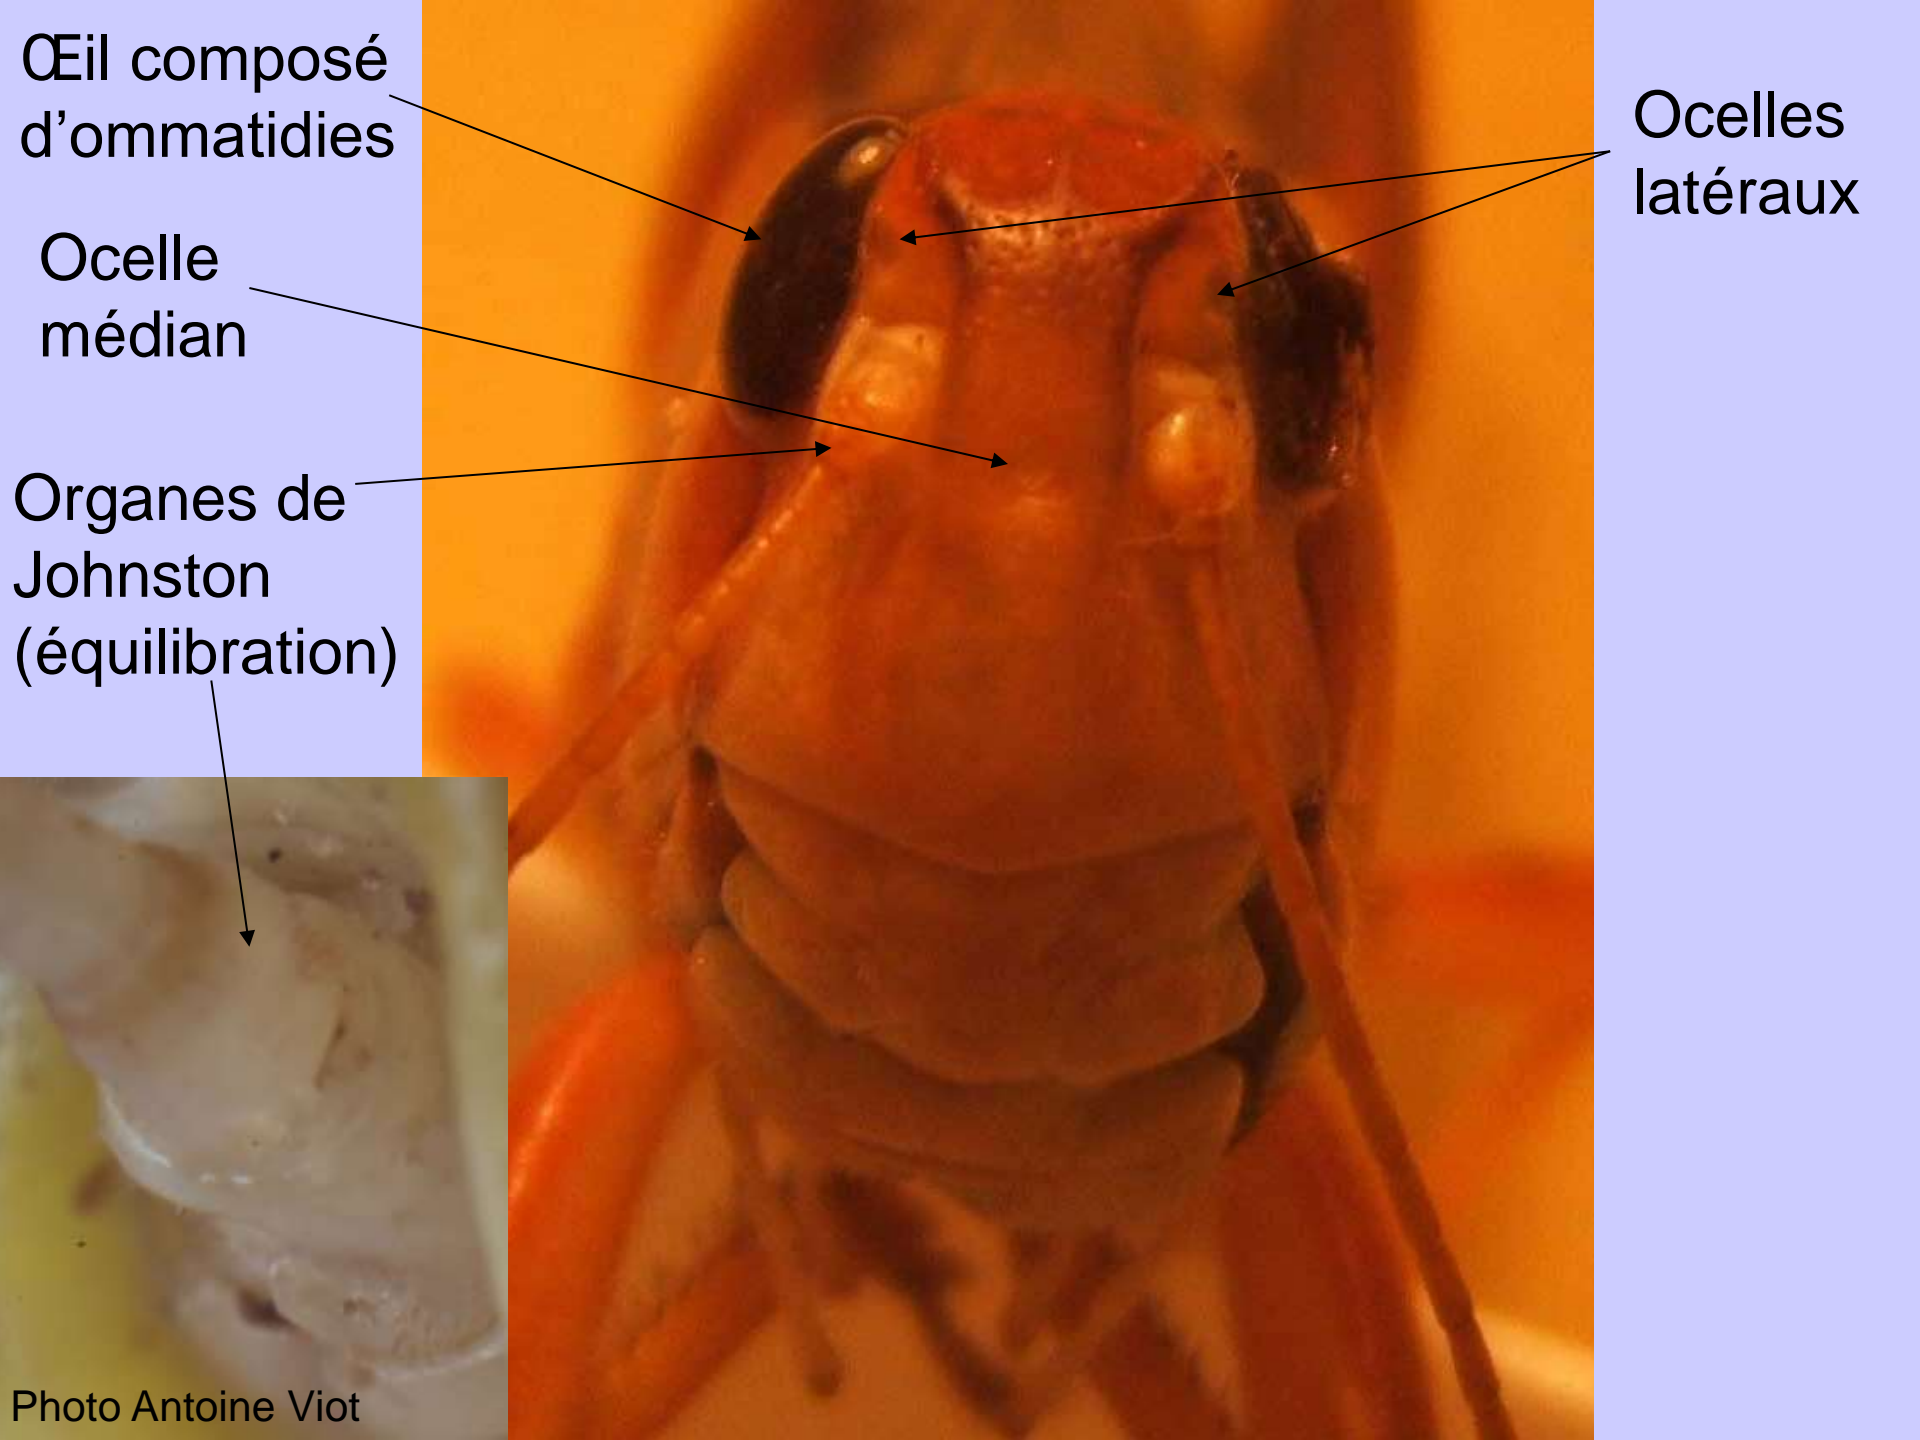 Œil composé
d’ommatidies
Ocelle
médian
Organes de
Johnston
(équilibration)
Ocelles
latéraux
Photo Antoine Viot